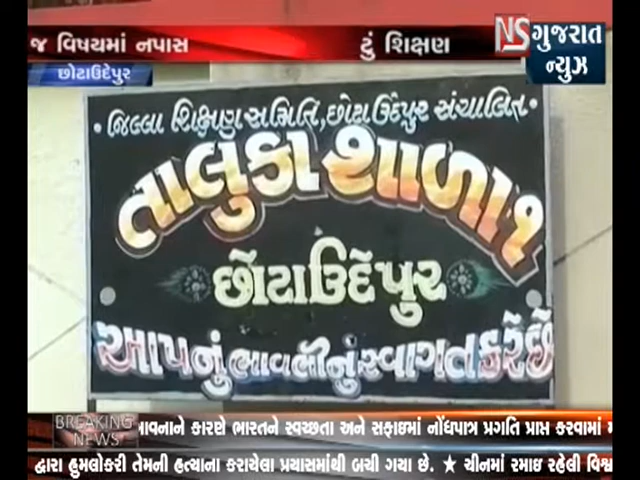 જ વિષયમાં નપાસ
ટું શિક્ષણ
NS ગુજરાત
ન્યુઝ
છોટાઉદેપુર
• જિલ્લા શિક્ષણ સમિતિ, છોટાઉદેપુર સંચાલિત •
તાલુકા શાળા ૧
છોટાઉદેપુર
આપનું ભાવભીનું સ્વાગત કરે છે
BREAKING
NEWS
ાવનાને કારણે ભારતને સ્વચ્છતા અને સફાઇમાં નોંધપાત્ર પ્રગતિ પ્રાપ્ત કરવામાં
દ્વારા હુમલોકરી તેમની હત્યાના કરાયેલા પ્રયાસમાંથી બચી ગયા છે. ★ ચીનમાં રમાઇ રહેલી વિશ્વ